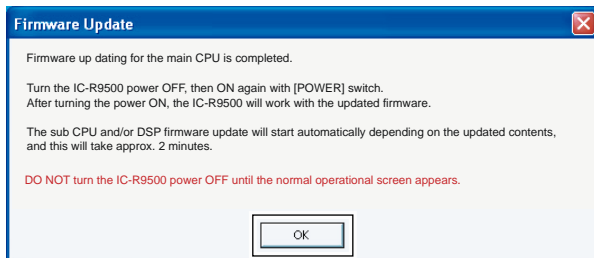 Firmware Update
Firmware up dating for the main CPU is completed.
Turn the IC-R9500 power OFF, then ON again with [POWER] switch.
After turning the power ON, the IC-R9500 will work with the updated firmware.
The sub CPU and/or DSP firmware update will start automatically depending on the updated contents,
and this will take approx. 2 minutes.
DO NOT turn the IC-R9500 power OFF until the normal operational screen appears.
OK